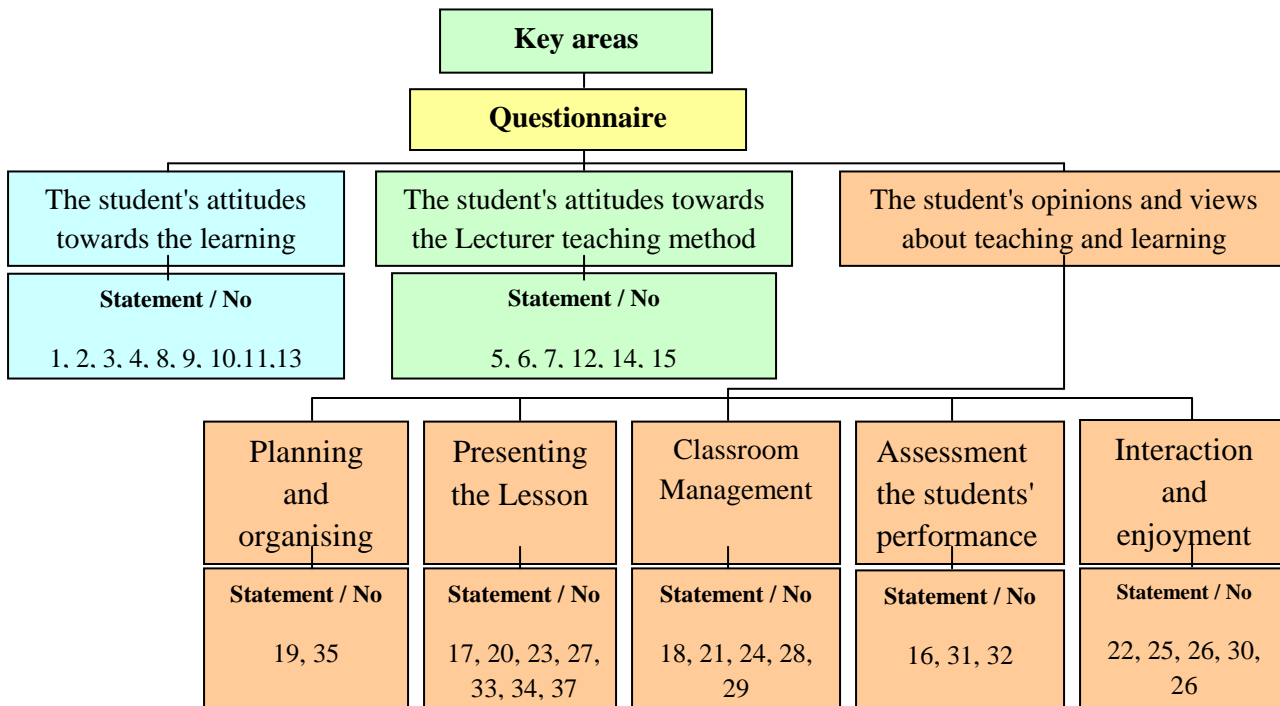 Key areas
Questionnaire
The student's attitudes
towards the learning
Statement / No
1, 2, 3, 4, 8, 9, 10.11,13
The student's attitudes towards
the Lecturer teaching method
Statement / No
5, 6, 7, 12, 14, 15
The student's opinions and views
about teaching and learning
Planning
and
organising
Statement / No
19, 35
Presenting
the Lesson
Statement / No
17, 20, 23, 27,
33, 34, 37
Classroom
Management
Statement / No
18, 21, 24, 28,
29
Assessment
the students'
performance
Statement / No
16, 31, 32
Interaction
and
enjoyment
Statement / No
22, 25, 26, 30,
26